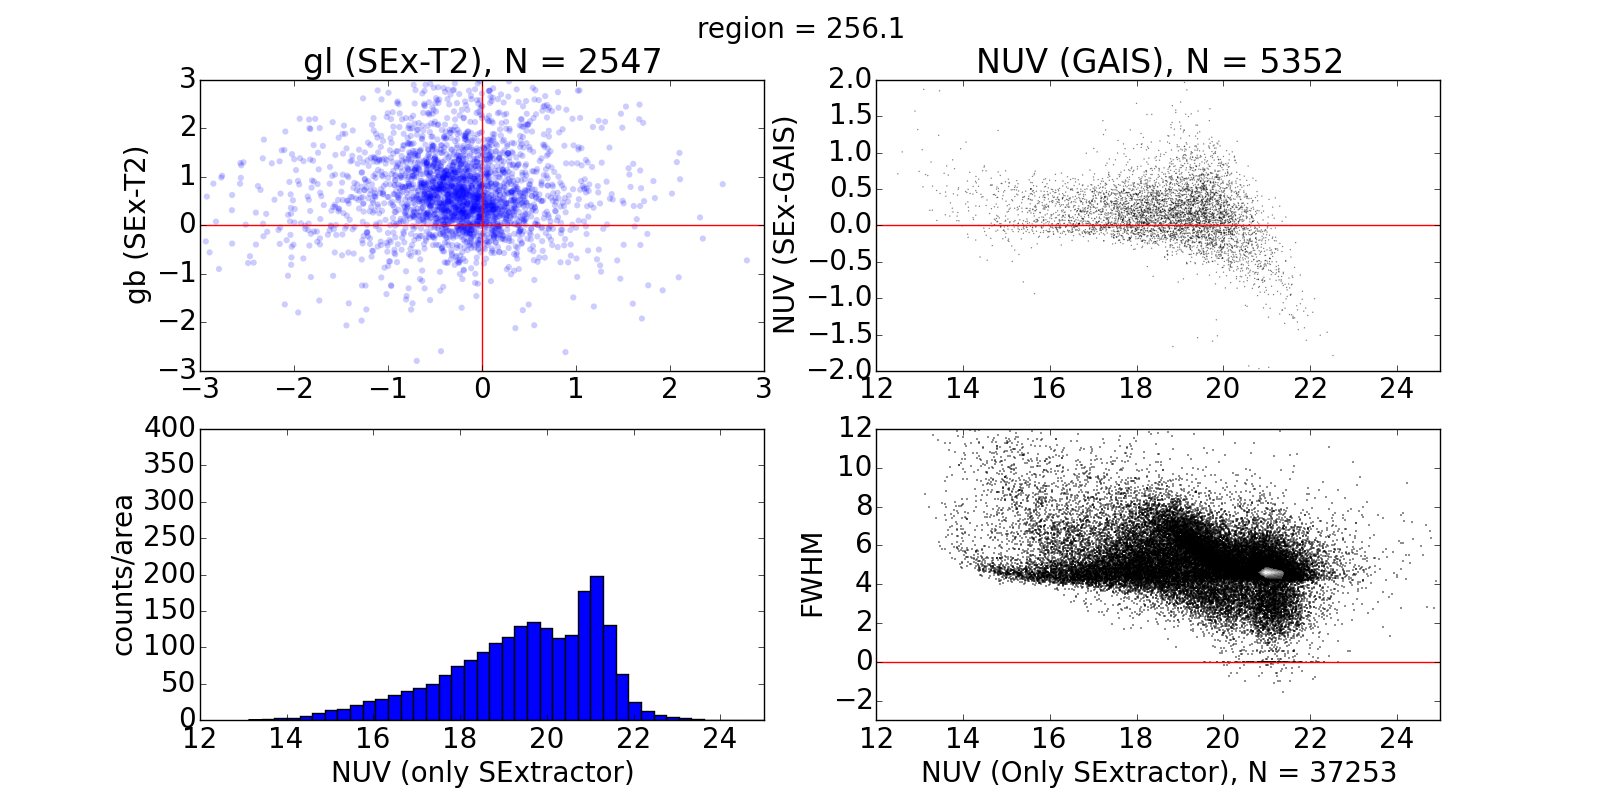 region = 256.1
gl (SEx-T2), N = 2547
NUV (GAIS), N = 5352
3
2
1
0
−1
−2
−3
gb (SEx-T2)
−3 −2 −1 0 1 2 3
2.0
1.5
1.0
0.5
0.0
−0.5
−1.0
−1.5
−2.0
NUV (SEx-GAIS)
12 14 16 18 20 22 24
400
350
300
250
200
150
100
50
0
counts/area
12 14 16 18 20 22 24
NUV (only SExtractor)
12
10
8
6
4
2
0
−2
FWHM
12 14 16 18 20 22 24
NUV (Only SExtractor), N = 37253